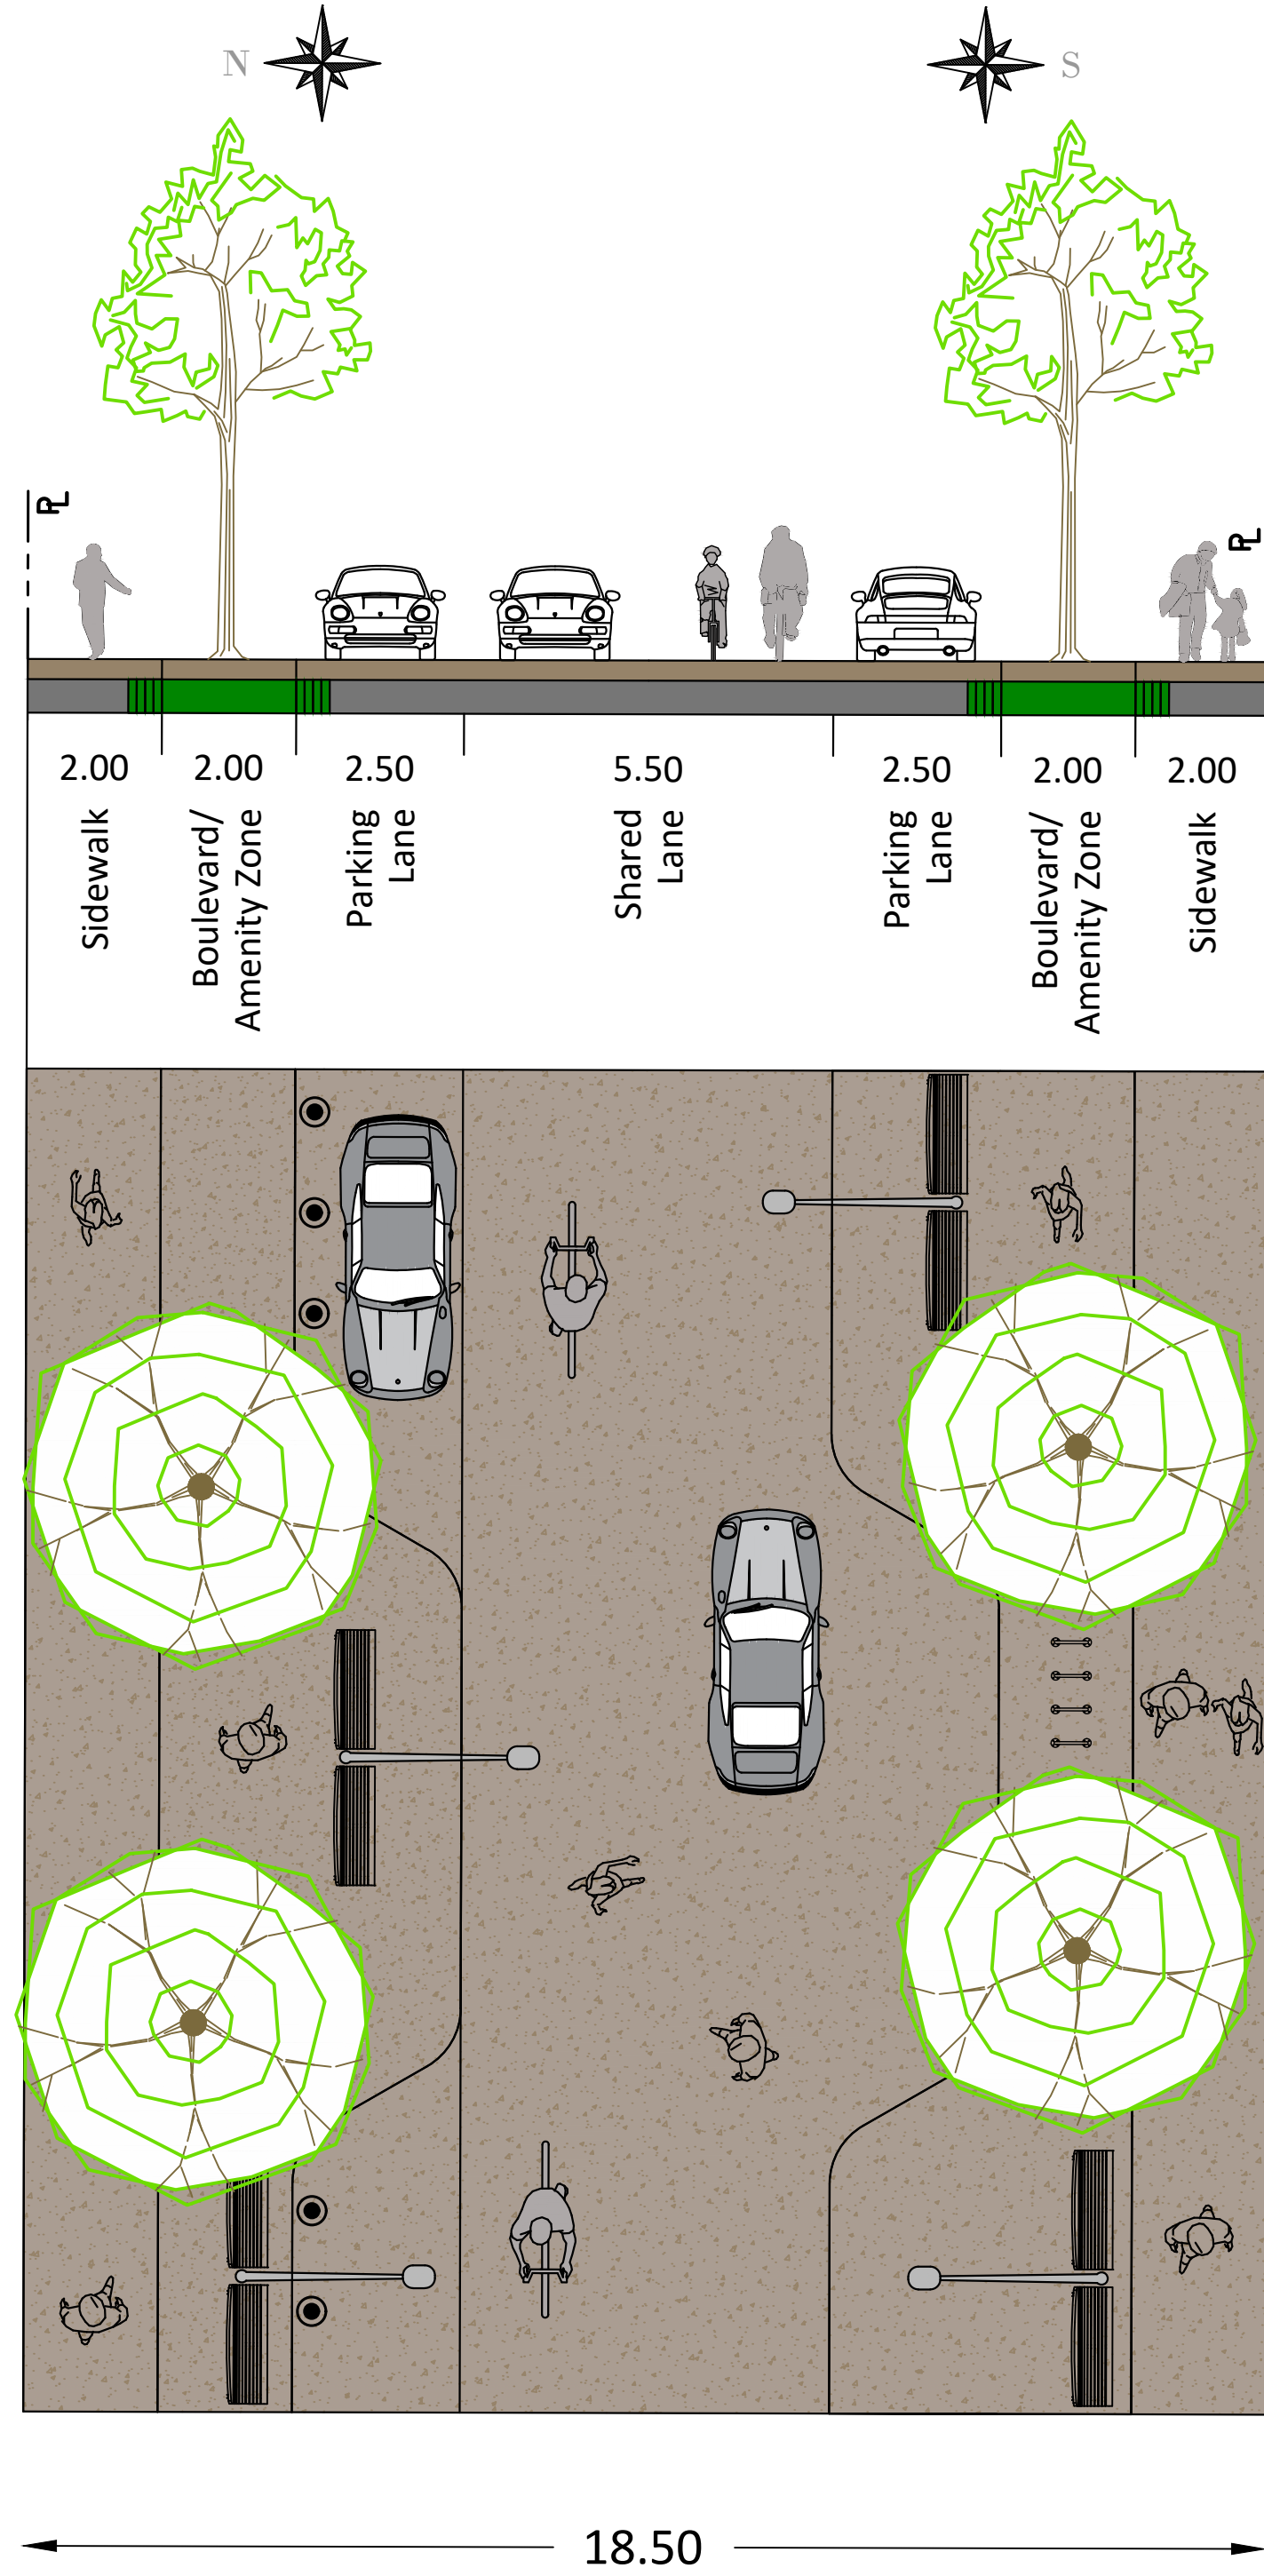 N
S
PL
PL
2.00
2.00
2.50
5.50
2.50
2.00
2.00
Sidewalk
Boulevard/
Amenity Zone
Parking
Lane
Shared
Lane
Parking
Lane
Boulevard/
Amenity Zone
Sidewalk
18.50